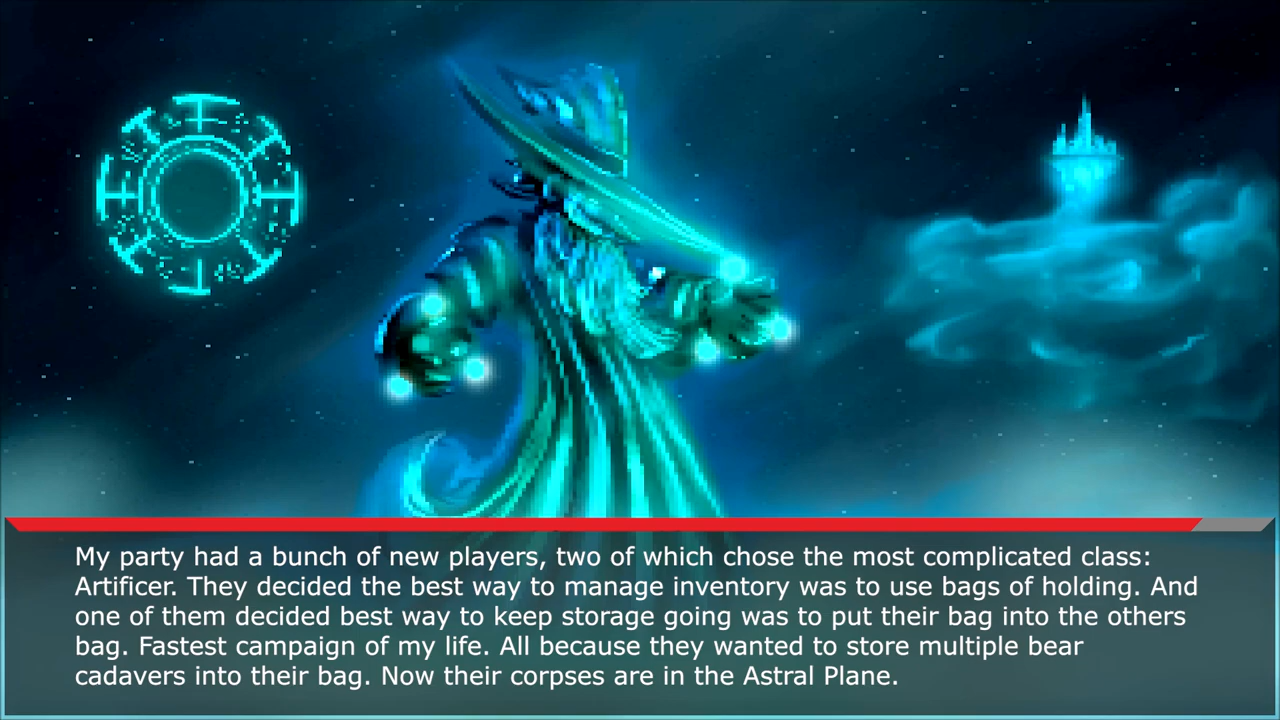 My party had a bunch of new players, two of which chose the most complicated class:
Artificer. They decided the best way to manage inventory was to use bags of holding. And
one of them decided best way to keep storage going was to put their bag into the others
bag. Fastest campaign of my life. All because they wanted to store multiple bear
cadavers into their bag. Now their corpses are in the Astral Plane.